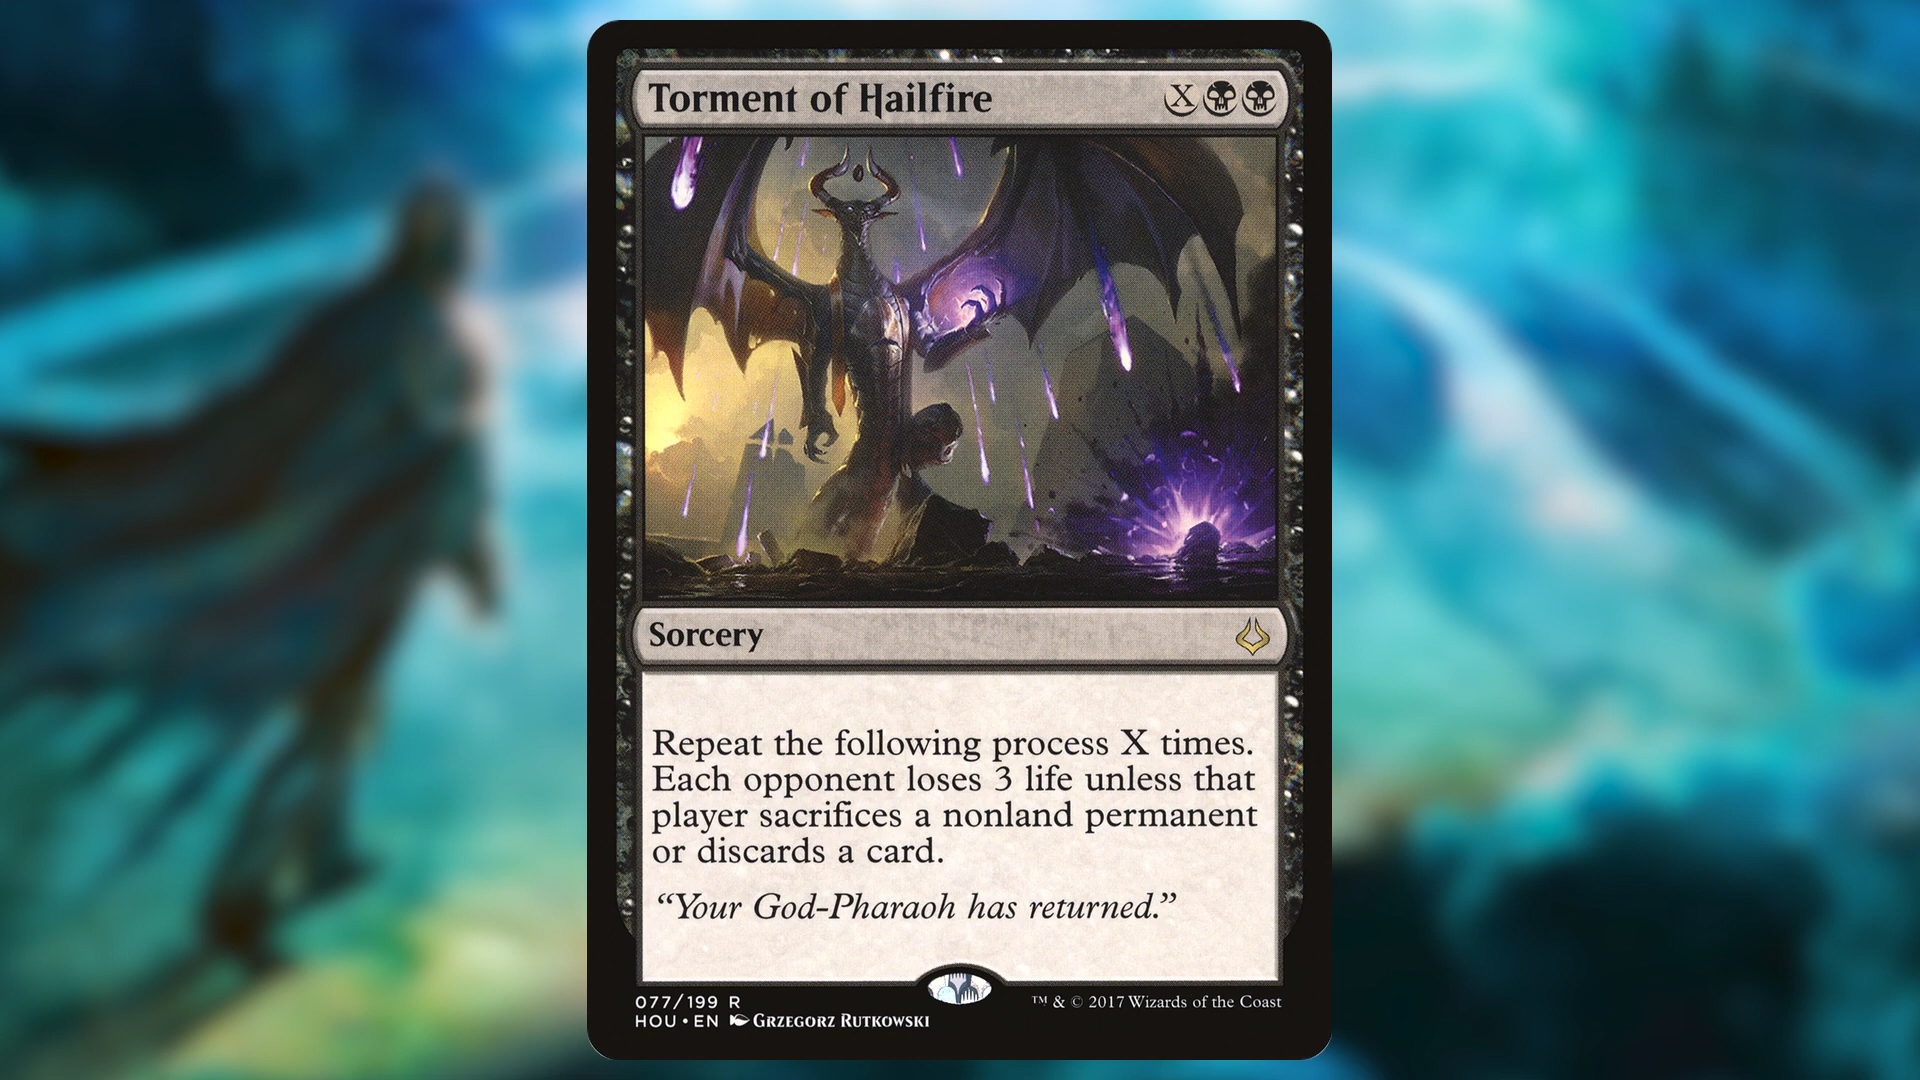 Torment of Hailfire X
Sorcery
Repeat the following process X times.
Each opponent loses 3 life unless that
player sacrifices a nonland permanent
or discards a card.
“Your God-Pharaoh has returned.”
077/199 R
™ & © 2017 Wizards of the Coast
HOU • EN Grzegorz Rutkowski